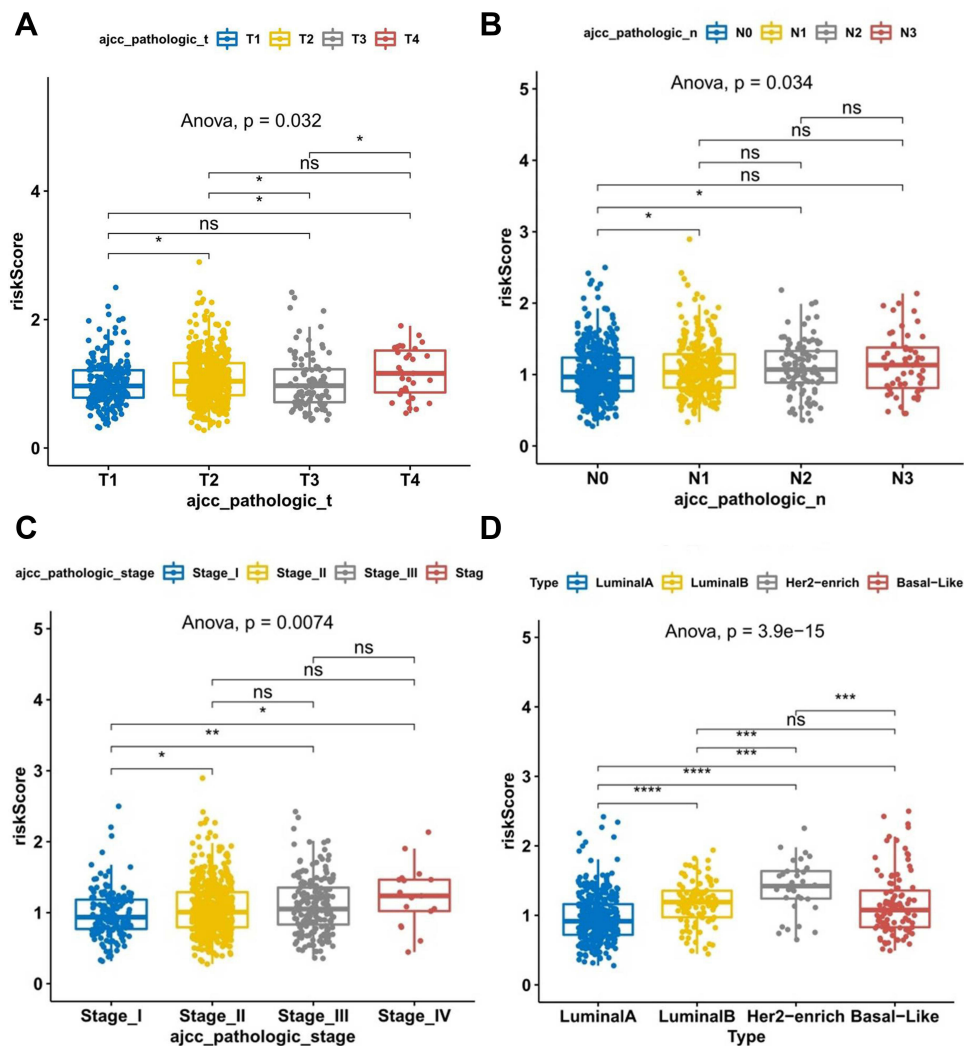 A
ajcc_pathologic_t T1 T2 T3 T4
Anova, p = 0.032
*
ns
*
*
ns
*
riskScore
4
2
0
T1 T2 T3 T4
ajcc_pathologic_t
B
ajcc_pathologic_n N0 N1 N2 N3
Anova, p = 0.034
ns
ns
ns
ns
*
*
riskScore
5
4
3
2
1
0
N0 N1 N2 N3
ajcc_pathologic_n
C
ajcc_pathologic_stage Stage_I Stage_II Stage_III Stag
Anova, p = 0.0074
ns
ns
ns
*
**
*
riskScore
5
4
3
2
1
0
Stage_I Stage_II Stage_III Stage_IV
ajcc_pathologic_stage
D
Type LuminalA LuminalB Her2−enrich Basal−Like
Anova, p = 3.9e−15
***
ns
***
***
****
****
riskScore
5
4
3
2
1
0
LuminalA LuminalB Her2−enrich Basal−Like
Type